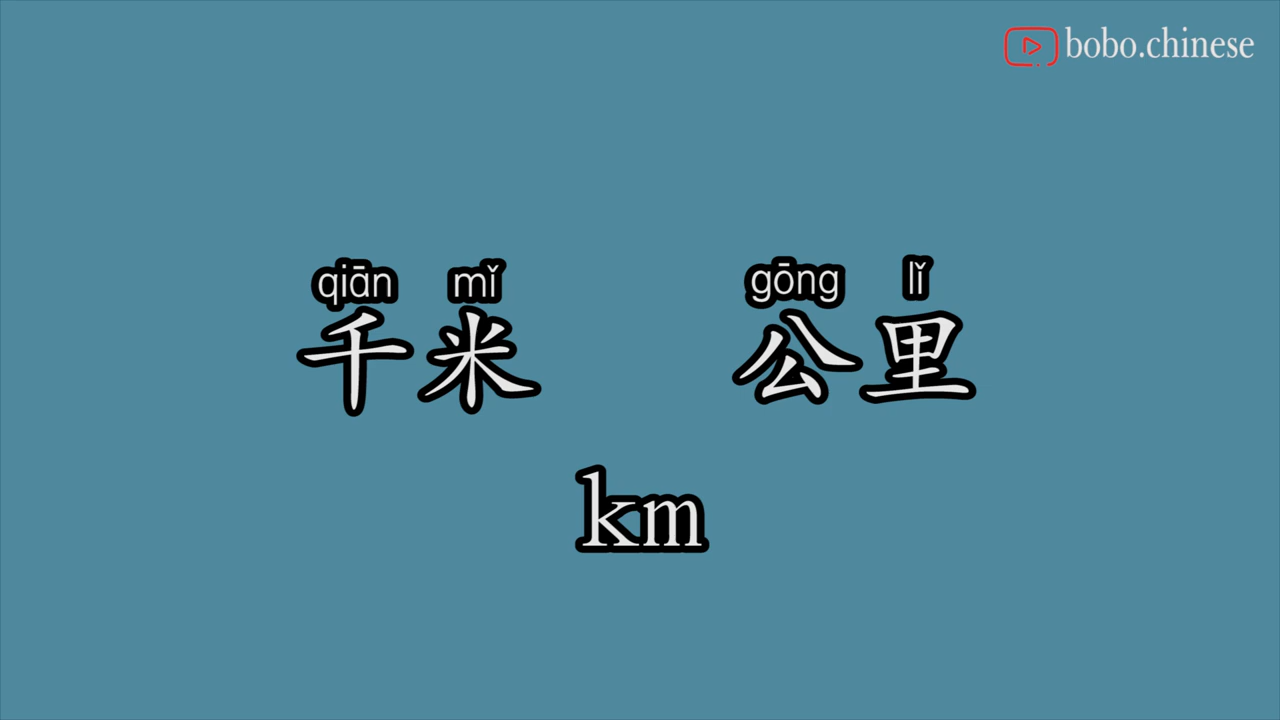 bobo.chinese
qiān mǐ gōng lǐ
千米 公里
km